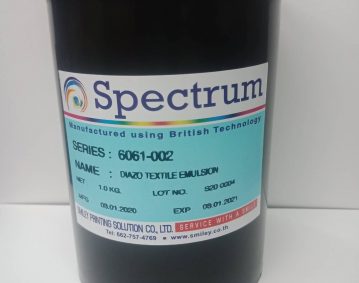 Spectrum
Manufactured using British Technology
SERIES : 6061-002
NAME : DIAZO TEXTILE EMULSION
NET 1.0 KG. LOT NO. S20 0004
MFG 09.01.2020 EXP 09.01.2021
SMILEY PRINTING SOLUTION CO., LTD. SERVICE WITH A SMILE
Tel: 662-757-4769 www.smiley.co.th